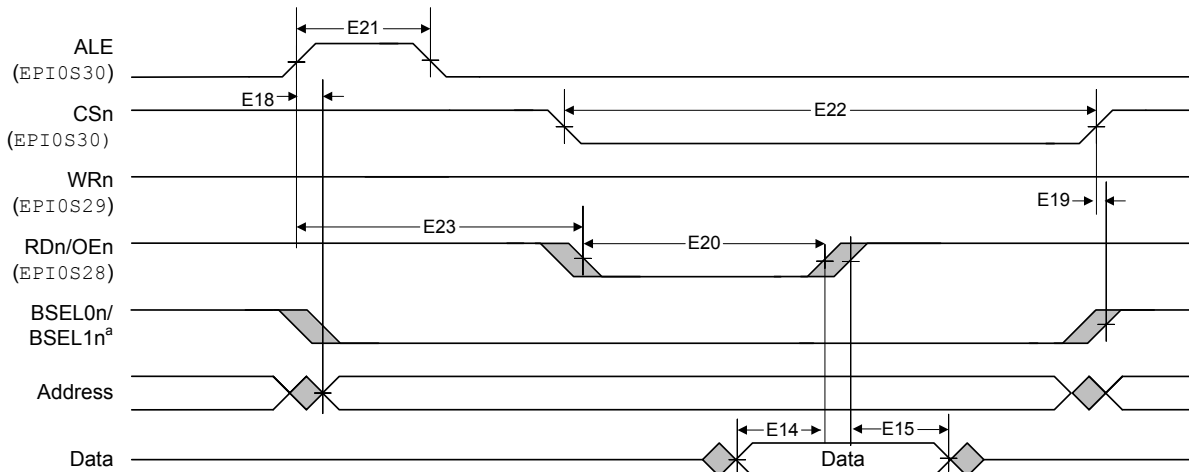 E21
ALE
(EPI0S30)
E18
CSn
(EPI0S30)
E22
WRn
(EPI0S29)
E19
E23
RDn/OEn
(EPI0S28)
E20
BSEL0n/
BSEL1nᵃ
Address
Data
E14
Data
E15